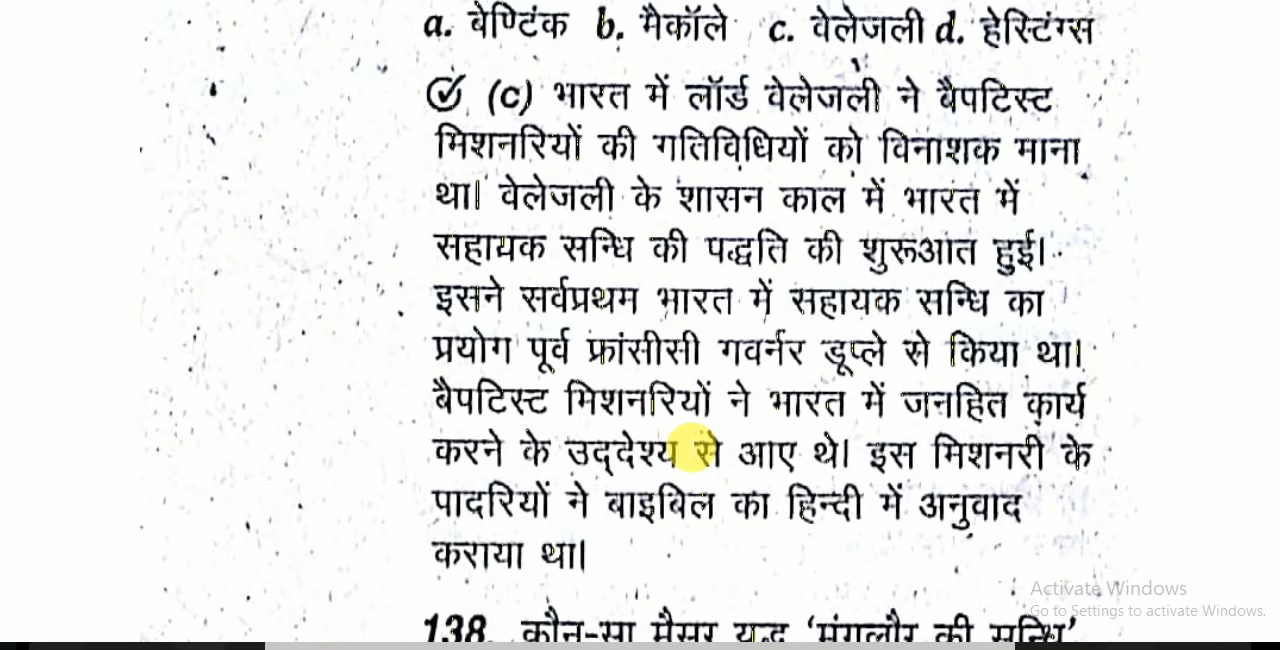 a. बेण्टिंक b. मैकॉले c. वेलेजली d. हेस्टिंग्स
(c) भारत में लॉर्ड वेलेजली ने बैपटिस्ट
मिशनरियों की गतिविधियों को विनाशक माना
था। वेलेजली के शासन काल में भारत में
सहायक सन्धि की पद्धति की शुरूआत हुई।
इसने सर्वप्रथम भारत में सहायक सन्धि का
प्रयोग पूर्व फ्रांसीसी गवर्नर डूप्ले से किया था।
बैपटिस्ट मिशनरियों ने भारत में जनहित कार्य
करने के उद्देश्य से आए थे। इस मिशनरी के
पादरियों ने बाइबिल का हिन्दी में अनुवाद
कराया था।
138. कौन-सा मैसूर युद्ध 'मंगलौर की सन्धि'
Activate Windows
Go to Settings to activate Windows.